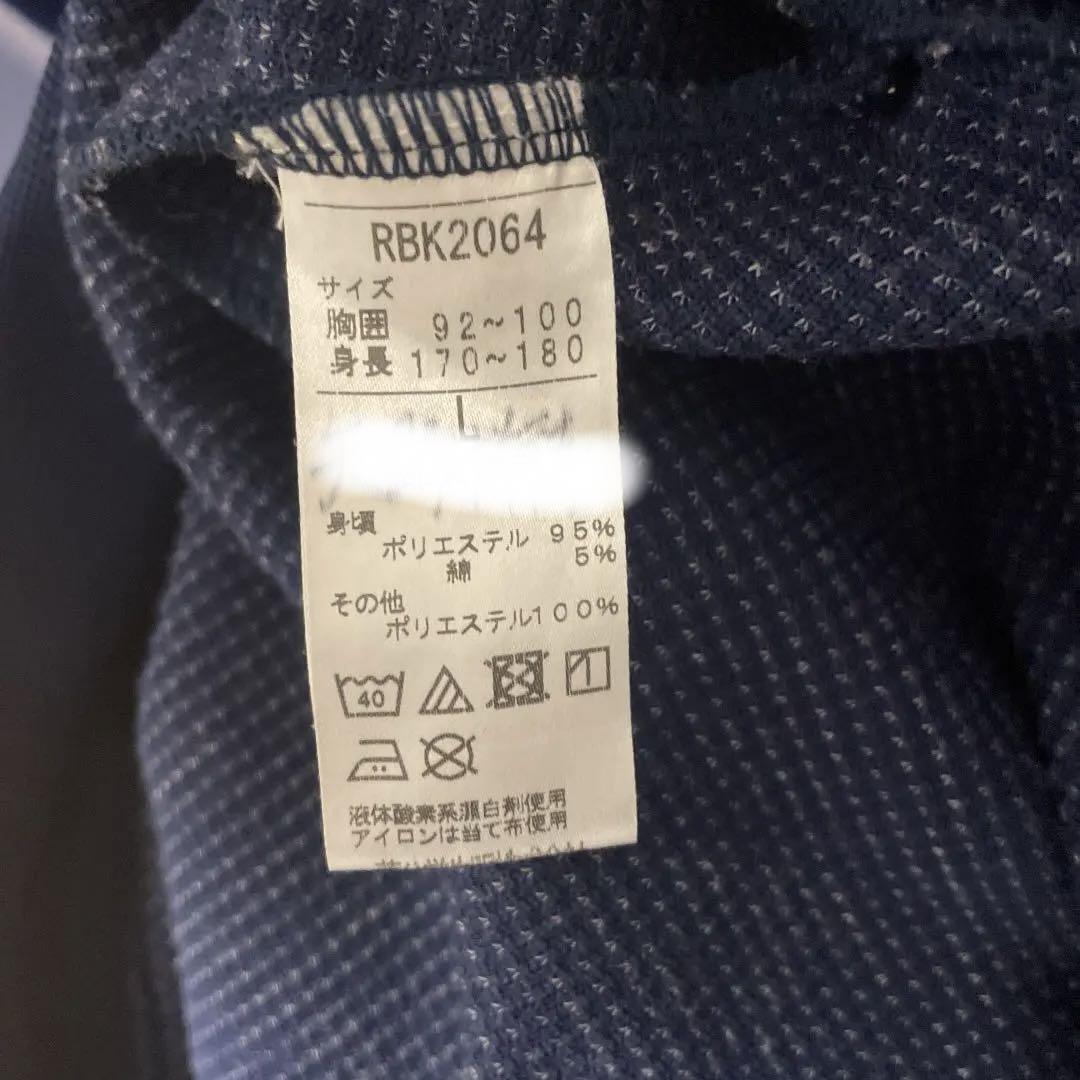 RBK2064
サイズ
胸囲 92~100
身長 170~180
L
身頃
ポリエステル 95%
綿 5%
その他
ポリエステル100%
40
液体酸素系漂白剤使用
アイロンは当て布使用